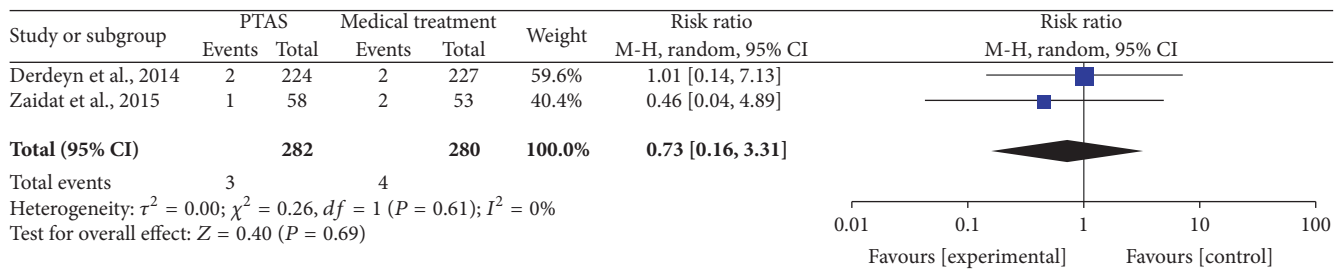 Study or subgroup PTAS Medical treatment Weight Risk ratio Risk ratio
Events Total Events Total M-H, random, 95% CI M-H, random, 95% CI
Derdeyn et al., 2014 2 224 2 227 59.6% 1.01 [0.14, 7.13]
Zaidat et al., 2015 1 58 2 53 40.4% 0.46 [0.04, 4.89]
Total (95% CI) 282 280 100.0% 0.73 [0.16, 3.31]
Total events 3 4
Heterogeneity: τ² = 0.00; χ² = 0.26, df = 1 (P = 0.61); I² = 0%
Test for overall effect: Z = 0.40 (P = 0.69)
0.01 0.1 1 10 100
Favours [experimental] Favours [control]